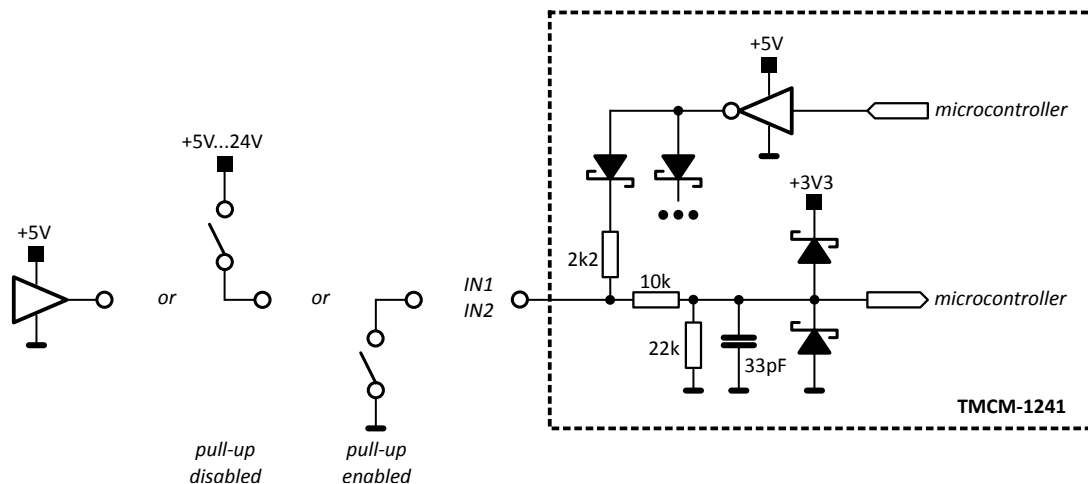 +5V
microcontroller
+5V...24V
+3V3
+5V
2k2
or
or
IN1
IN2
10k
microcontroller
22k
33pF
TMCM-1241
pull-up
disabled
pull-up
enabled